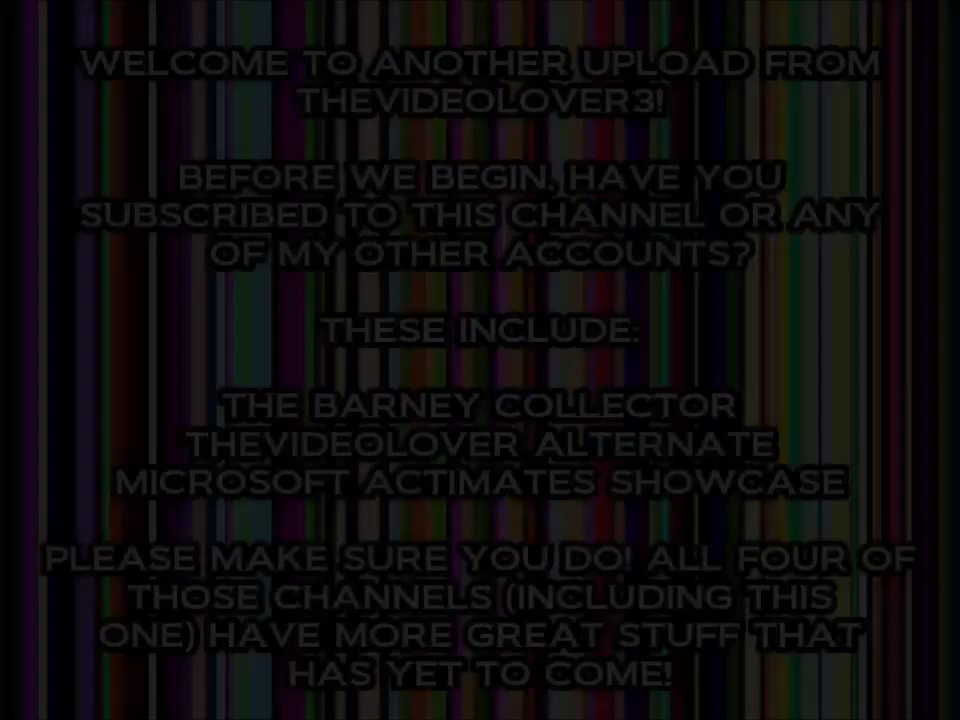 WELCOME TO ANOTHER UPLOAD FROM
THEVIDEOLOVER3!
BEFORE WE BEGIN, HAVE YOU
SUBSCRIBED TO THIS CHANNEL OR ANY
OF MY OTHER ACCOUNTS?
THESE INCLUDE:
THE BARNEY COLLECTOR
THEVIDEOLOVER ALTERNATE
MICROSOFT ACTIMATES SHOWCASE
PLEASE MAKE SURE YOU DO! ALL FOUR OF
THOSE CHANNELS (INCLUDING THIS
ONE) HAVE MORE GREAT STUFF THAT
HAS YET TO COME!